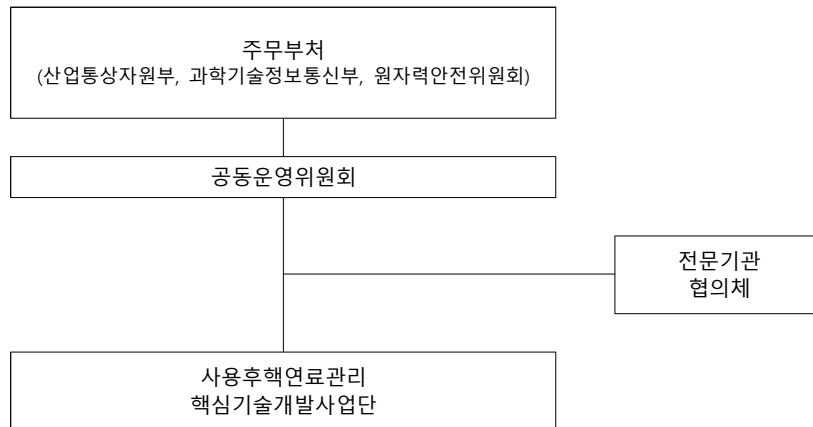 주무부처
(산업통상자원부, 과학기술정보통신부, 원자력안전위원회)
공동운영위원회
전문기관
협의체
사용후핵연료관리
핵심기술개발사업단